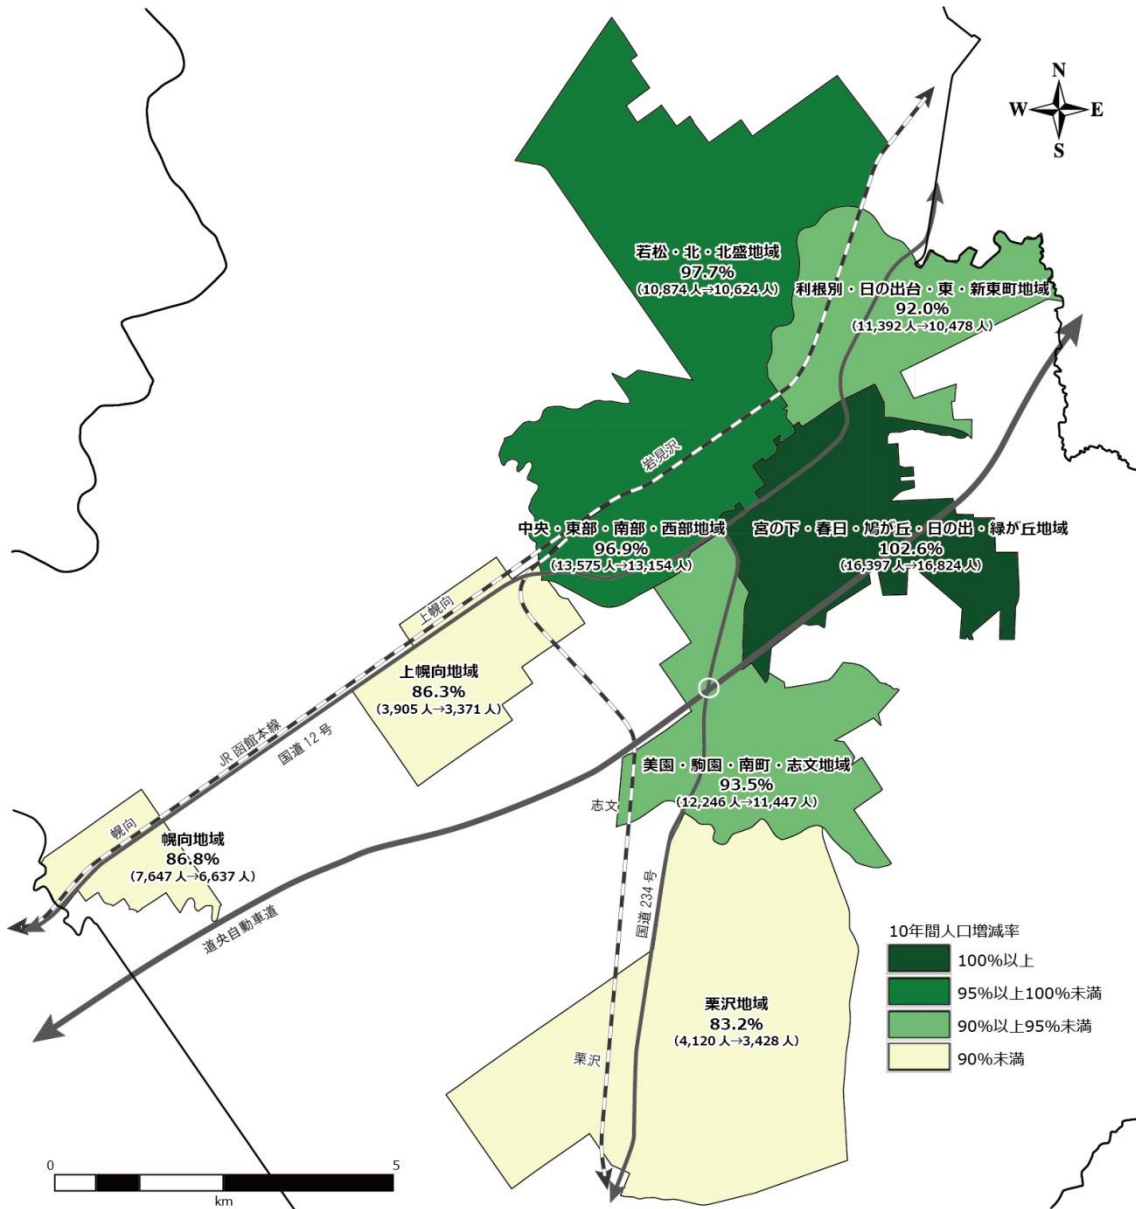 N
W E
S
若松・北・北盛地域
97.7%
（10,874人→10,624人）
利根別・日の出台・東・新東町地域
92.0%
（11,392人→10,478人）
岩見沢
中央・東部・南部・西部地域
96.9%
（13,575人→13,154人）
宮の下・春日・鳩が丘・日の出・緑が丘地域
102.6%
（16,397人→16,824人）
上幌向
上幌向地域
86.3%
（3,905人→3,371人）
JR函館本線
国道12号
美園・駒園・南町・志文地域
93.5%
（12,246人→11,447人）
志文
幌向
幌向地域
86.8%
（7,647人→6,637人）
道央自動車道
国道234号
栗沢地域
83.2%
（4,120人→3,428人）
栗沢
10年間人口増減率
100%以上
95%以上100%未満
90%以上95%未満
90%未満
0 5
km